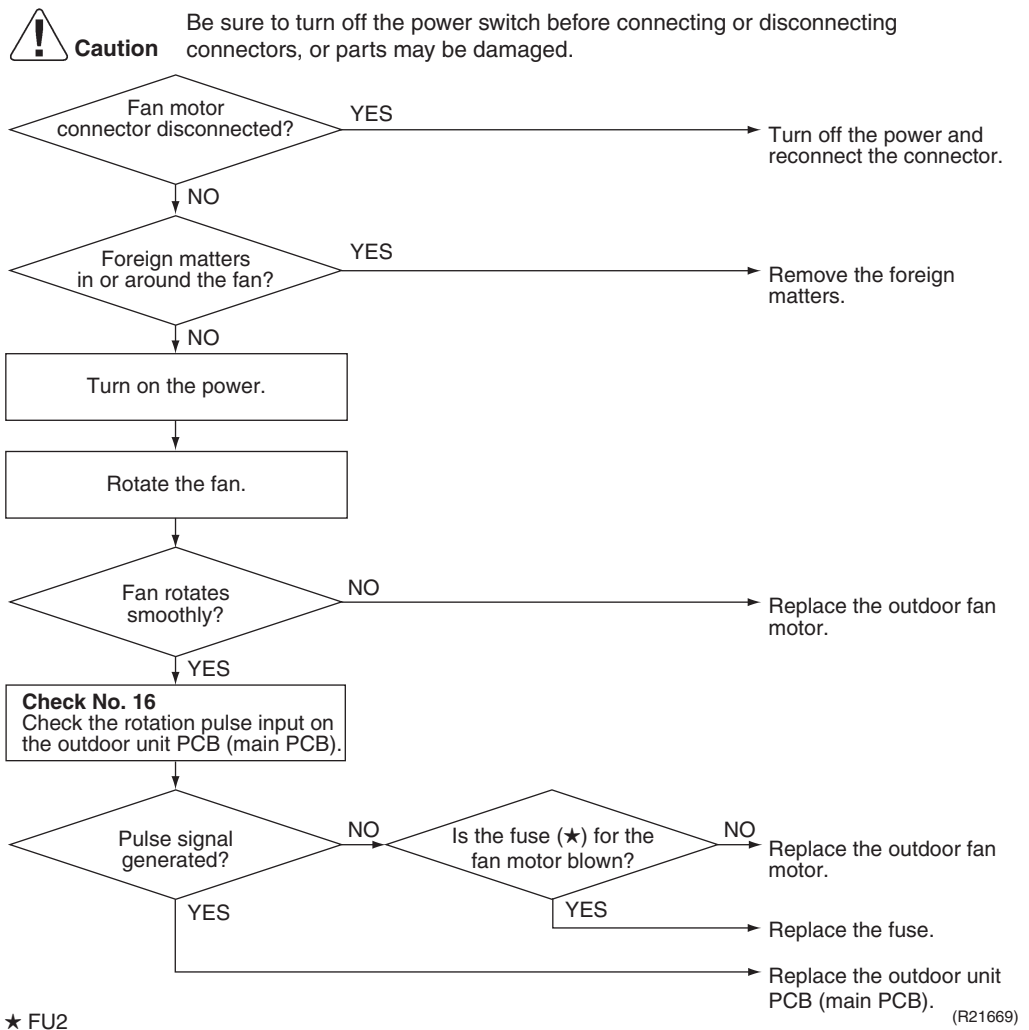 Be sure to turn off the power switch before connecting or disconnecting
Caution connectors, or parts may be damaged.
Fan motor
connector disconnected?
YES
Turn off the power and
reconnect the connector.
NO
Foreign matters
in or around the fan?
YES
Remove the foreign
matters.
NO
Turn on the power.
Rotate the fan.
Fan rotates
smoothly?
NO
Replace the outdoor fan
motor.
YES
Check No. 16
Check the rotation pulse input on
the outdoor unit PCB (main PCB).
Pulse signal
generated?
NO
Is the fuse (★) for the
fan motor blown?
NO
Replace the outdoor fan
motor.
YES
YES
Replace the fuse.
Replace the outdoor unit
PCB (main PCB).
★ FU2
(R21669)